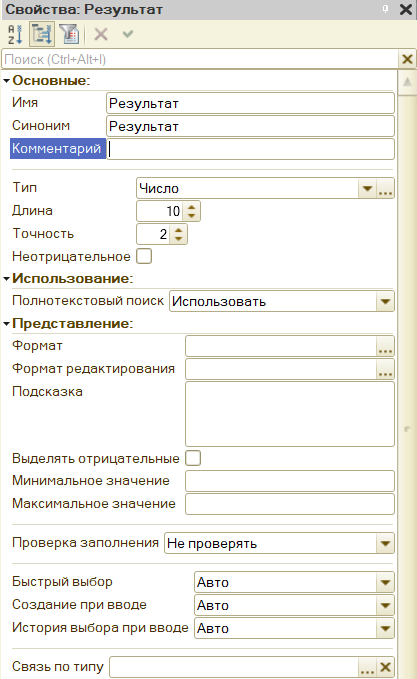 Свойства: Результат
Поиск (Ctrl+Alt+I)
Основные:
Имя Результат
Синоним Результат
Комментарий
Тип Число ...
Длина 10
Точность 2
Неотрицательное
Использование:
Полнотекстовый поиск Использовать
Представление:
Формат ...
Формат редактирования ...
Подсказка
Выделять отрицательные
Минимальное значение
Максимальное значение
Проверка заполнения Не проверять
Быстрый выбор Авто
Создание при вводе Авто
История выбора при вводе Авто
Связь по типу ...